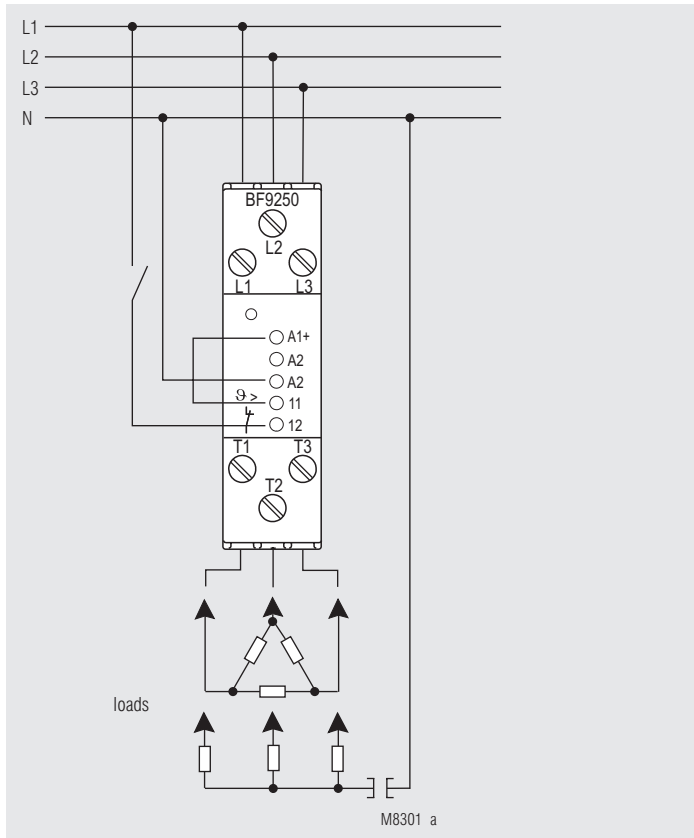 L1
L2
L3
N
BF9250
L2
L1 L3
A1+
A2
A2
ϑ > 11
12
T1 T3
T2
loads
M8301 a